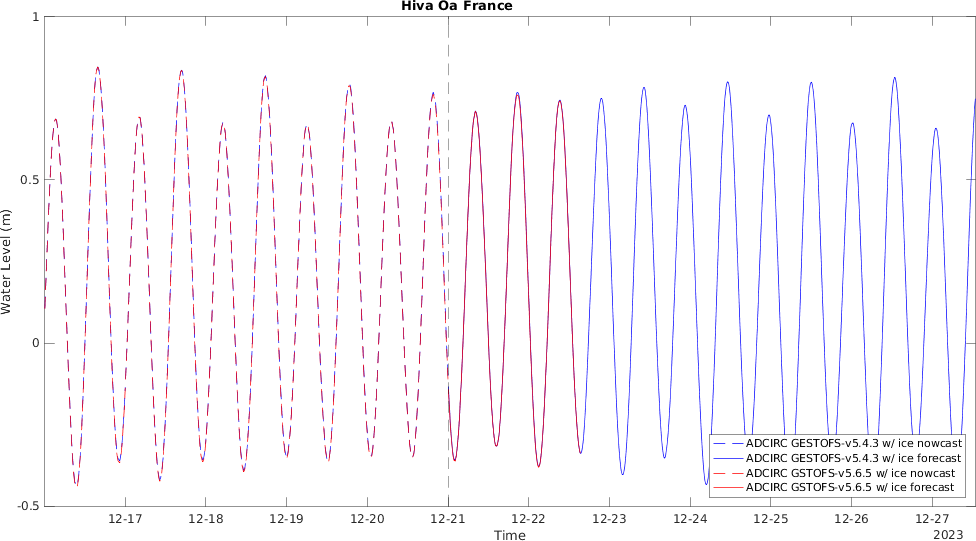 Hiva Oa France
1
0.5
0
-0.5
Water Level (m)
12-17 12-18 12-19 12-20 12-21 12-22 12-23 12-24 12-25 12-26 12-27
Time
2023
ADCIRC GESTOFS-v5.4.3 w/ ice nowcast
ADCIRC GESTOFS-v5.4.3 w/ ice forecast
ADCIRC GSTOFS-v5.6.5 w/ ice nowcast
ADCIRC GSTOFS-v5.6.5 w/ ice forecast